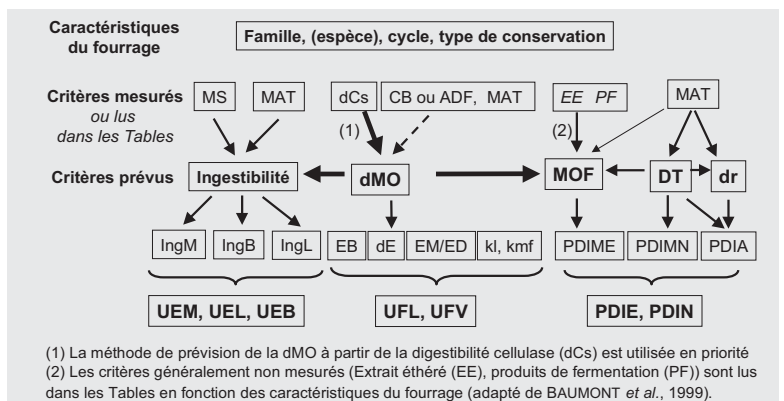 Caractéristiques
du fourrage
Famille, (espèce), cycle, type de conservation
Critères mesurés
ou lus
dans les Tables
MS MAT dCs CB ou ADF, MAT EE PF MAT
(1) (2)
Critères prévus Ingestibilité dMO MOF DT dr
IngM IngB IngL EB dE EM/ED kl, kmf PDIME PDIMN PDIA
UEM, UEL, UEB UFL, UFV PDIE, PDIN
(1) La méthode de prévision de la dMO à partir de la digestibilité cellulase (dCs) est utilisée en priorité
(2) Les critères généralement non mesurés (Extrait éthéré (EE), produits de fermentation (PF)) sont lus
dans les Tables en fonction des caractéristiques du fourrage (adapté de BAUMONT et al., 1999).